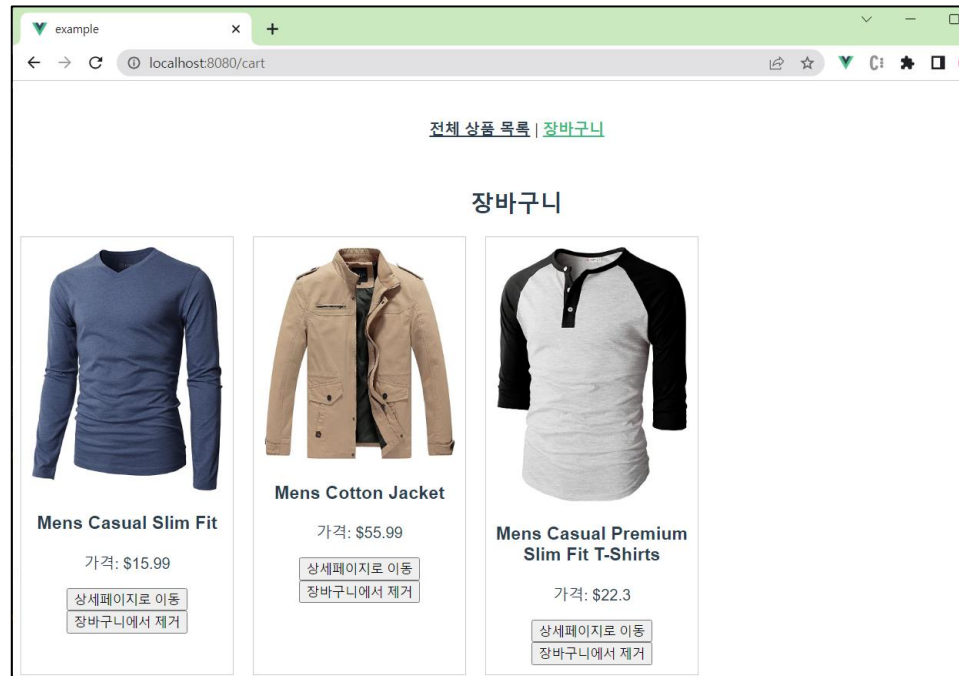 example
localhost:8080/cart
전체 상품 목록 | 장바구니
장바구니
Mens Casual Slim Fit
가격: $15.99
상세페이지로 이동
장바구니에서 제거
Mens Cotton Jacket
가격: $55.99
상세페이지로 이동
장바구니에서 제거
Mens Casual Premium
Slim Fit T-Shirts
가격: $22.3
상세페이지로 이동
장바구니에서 제거